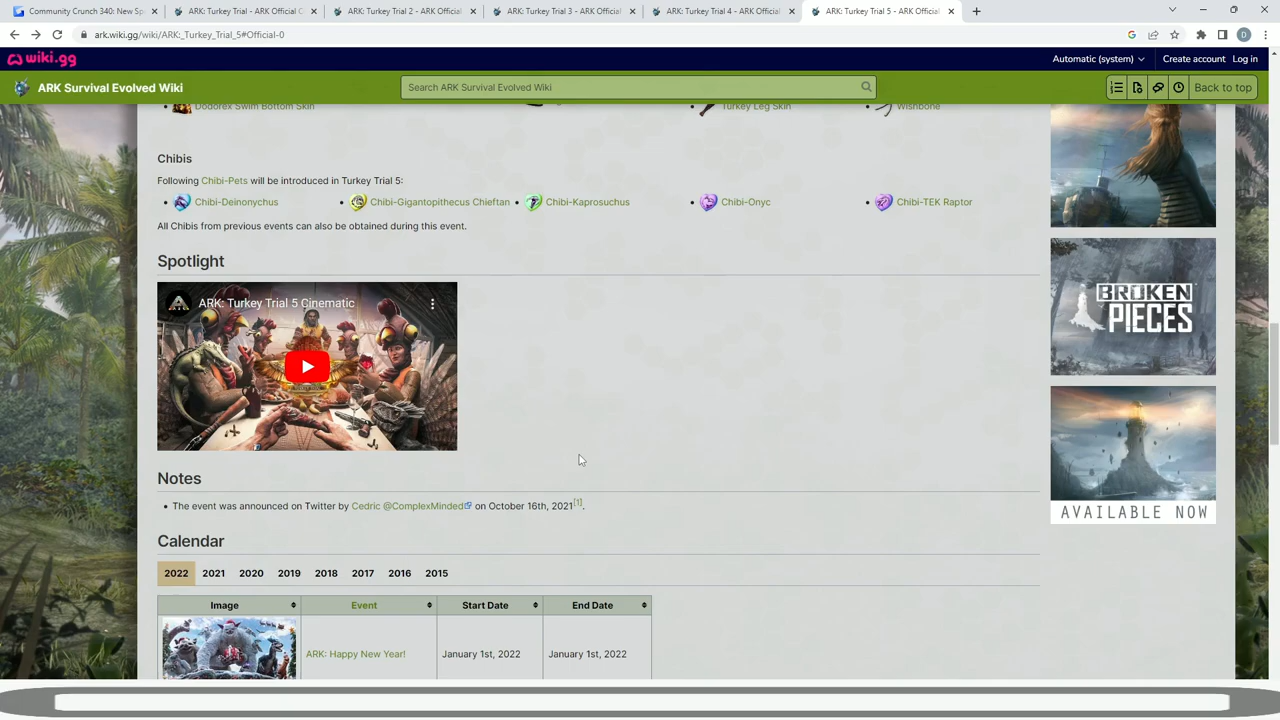 Community Crunch 340: New Sp
ARK: Turkey Trial - ARK Official C
ARK: Turkey Trial 2 - ARK Official
ARK: Turkey Trial 3 - ARK Official
ARK: Turkey Trial 4 - ARK Official
ARK: Turkey Trial 5 - ARK Official
ark.wiki.gg/wiki/ARK:_Turkey_Trial_5#Official-0
D
wiki.gg
Automatic (system)
Create account
Log in
ARK Survival Evolved Wiki
Search ARK Survival Evolved Wiki
Back to top
Dodorex Swim Bottom Skin
Turkey Leg Skin
Wishbone
Chibis
Following Chibi-Pets will be introduced in Turkey Trial 5:
• Chibi-Deinonychus
• Chibi-Gigantopithecus Chieftan
• Chibi-Kaprosuchus
• Chibi-Onyc
• Chibi-TEK Raptor
All Chibis from previous events can also be obtained during this event.
Spotlight
ARK: Turkey Trial 5 Cinematic
BROKEN
PIECES
Notes
• The event was announced on Twitter by Cedric @ComplexMinded on October 16th, 2021[1].
AVAILABLE NOW
Calendar
2022 2021 2020 2019 2018 2017 2016 2015
Image Event Start Date End Date
ARK: Happy New Year! January 1st, 2022 January 1st, 2022